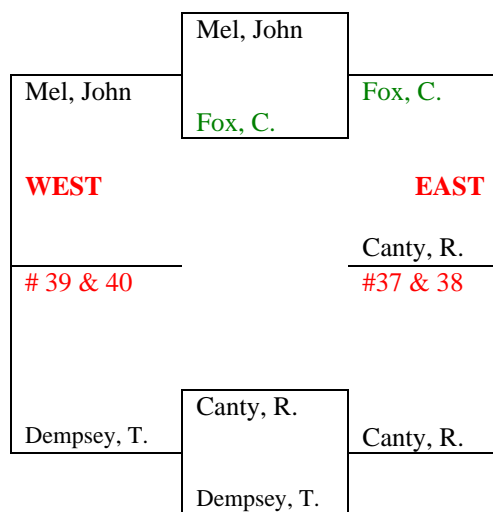 Mel, John
Mel, John
Fox, C.
Fox, C.
WEST
EAST
Canty, R.
# 39 & 40
#37 & 38
Canty, R.
Dempsey, T.
Canty, R.
Dempsey, T.